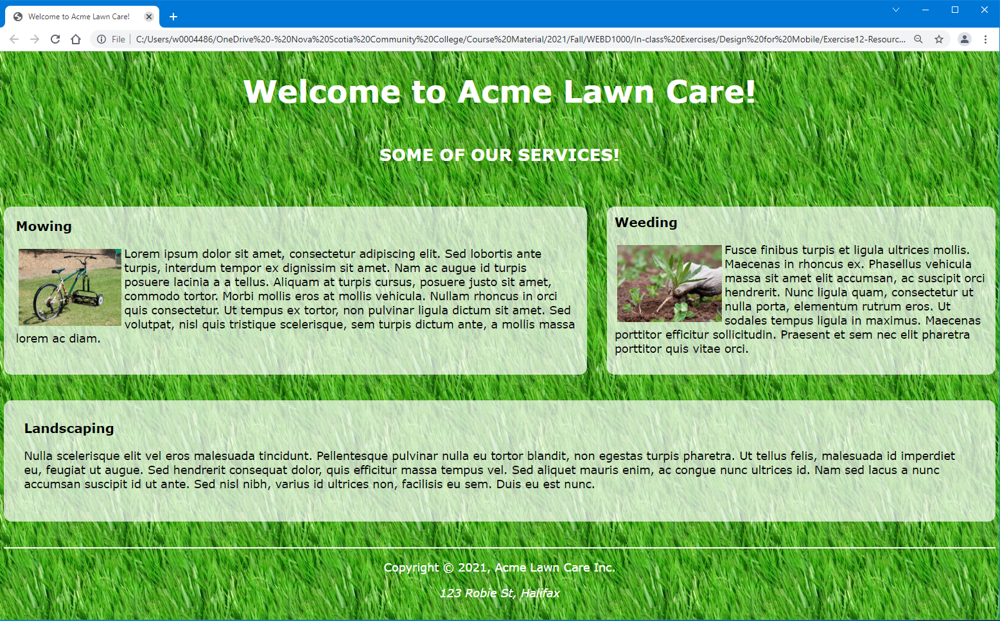 Welcome to Acme Lawn Care!
File
C:/Users/w0004486/OneDrive%20-%20Nova%20Scotia%20Community%20College/Course%20Material/2021/Fall/WEBD1000/In-class%20Exercises/Design%20for%20Mobile/Exercise12-Resourc...
Welcome to Acme Lawn Care!
SOME OF OUR SERVICES!
Mowing
Lorem ipsum dolor sit amet, consectetur adipiscing elit. Sed lobortis ante
turpis, interdum tempor ex dignissim sit amet. Nam ac augue id turpis
posuere lacinia a a tellus. Aliquam at turpis cursus, posuere justo sit amet,
commodo tortor. Morbi mollis eros at mollis vehicula. Nullam rhoncus in orci
quis consectetur. Ut tempus ex tortor, non pulvinar ligula dictum sit amet. Sed
volutpat, nisl quis tristique scelerisque, sem turpis dictum ante, a mollis massa
lorem ac diam.
Weeding
Fusce finibus turpis et ligula ultrices mollis.
Maecenas in rhoncus ex. Phasellus vehicula
massa sit amet elit accumsan, ac suscipit orci
hendrerit. Nunc ligula quam, consectetur ut
nulla porta, elementum rutrum eros. Ut
sodales tempus ligula in maximus. Maecenas
porttitor efficitur sollicitudin. Praesent et sem nec elit pharetra
porttitor quis vitae orci.
Landscaping
Nulla scelerisque elit vel eros malesuada tincidunt. Pellentesque pulvinar nulla eu tortor blandit, non egestas turpis pharetra. Ut tellus felis, malesuada id imperdiet
eu, feugiat ut augue. Sed hendrerit consequat dolor, quis efficitur massa tempus vel. Sed aliquet mauris enim, ac congue nunc ultrices id. Nam sed lacus a nunc
accumsan suscipit id ut ante. Sed nisl nibh, varius id ultrices non, facilisis eu sem. Duis eu est nunc.
Copyright © 2021, Acme Lawn Care Inc.
123 Robie St, Halifax